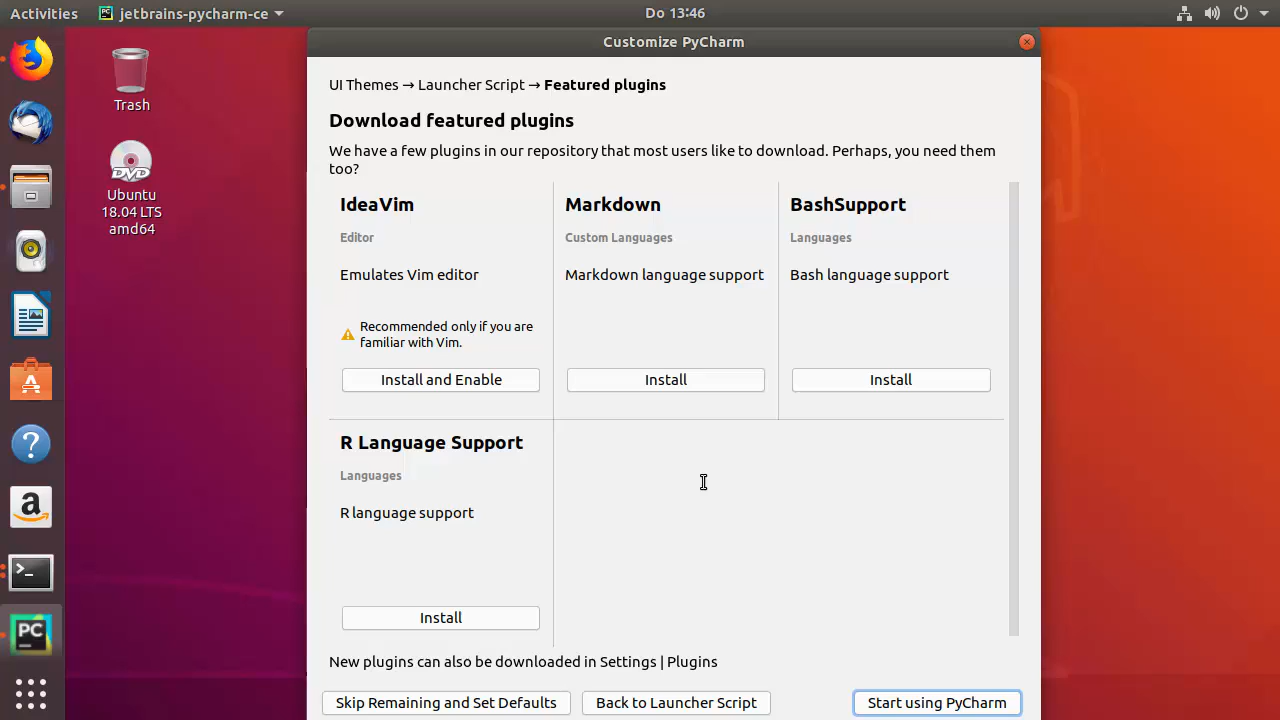 Activities
jetbrains-pycharm-ce
Do 13:46
Trash
Ubuntu
18.04 LTS
amd64
Customize PyCharm
UI Themes → Launcher Script → Featured plugins
Download featured plugins
We have a few plugins in our repository that most users like to download. Perhaps, you need them
too?
IdeaVim
Editor
Emulates Vim editor
Recommended only if you are
familiar with Vim.
Install and Enable
Markdown
Custom Languages
Markdown language support
Install
BashSupport
Languages
Bash language support
Install
R Language Support
Languages
R language support
Install
New plugins can also be downloaded in Settings | Plugins
Skip Remaining and Set Defaults
Back to Launcher Script
Start using PyCharm
DVD
PC